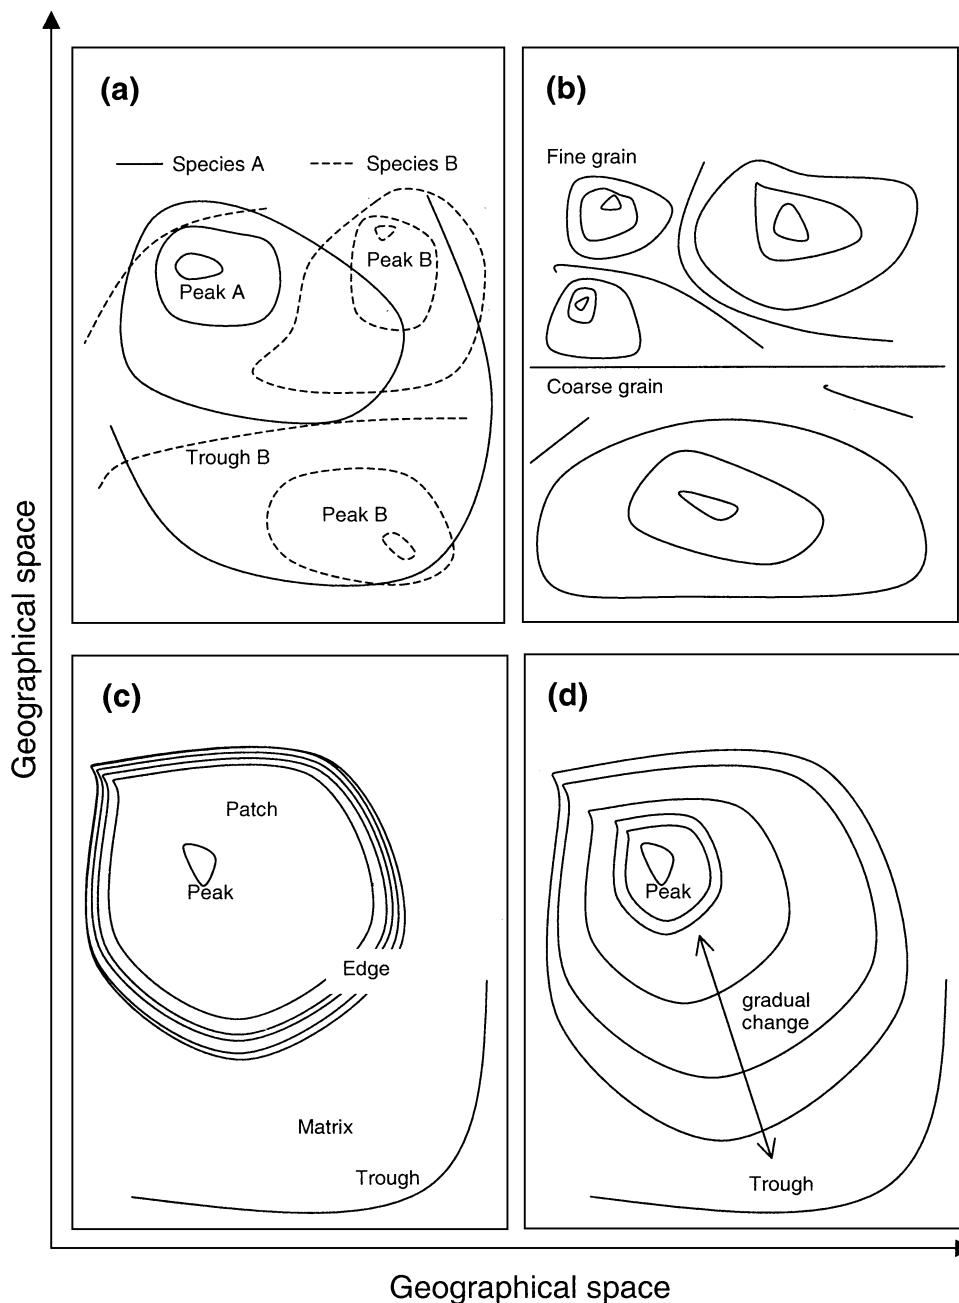 (a)
Species A
Species B
Peak A
Peak B
Trough B
Peak B
(b)
Fine grain
Coarse grain
(c)
Patch
Peak
Edge
Matrix
Trough
(d)
Peak
gradual
change
Trough
Geographical space
Geographical space